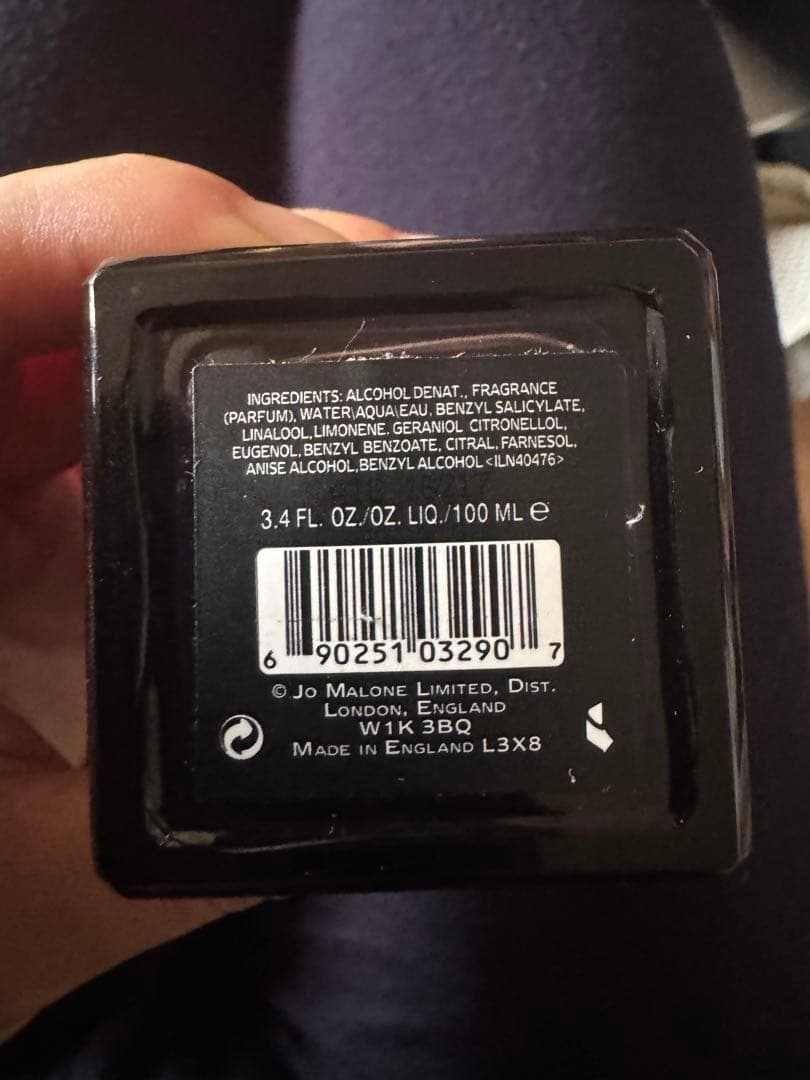 INGREDIENTS: ALCOHOL DENAT., FRAGRANCE
(PARFUM), WATER\AQUA\EAU, BENZYL SALICYLATE,
LINALOOL, LIMONENE. GERANIOL CITRONELLOL,
EUGENOL, BENZYL BENZOATE, CITRAL, FARNESOL,
ANISE ALCOHOL, BENZYL ALCOHOL <ILN40476>
3.4 FL. OZ./OZ. LIQ./100 ML e
6 90251 03290 7
© JO MALONE LIMITED, DIST.
LONDON, ENGLAND
W1K 3BQ
MADE IN ENGLAND L3X8